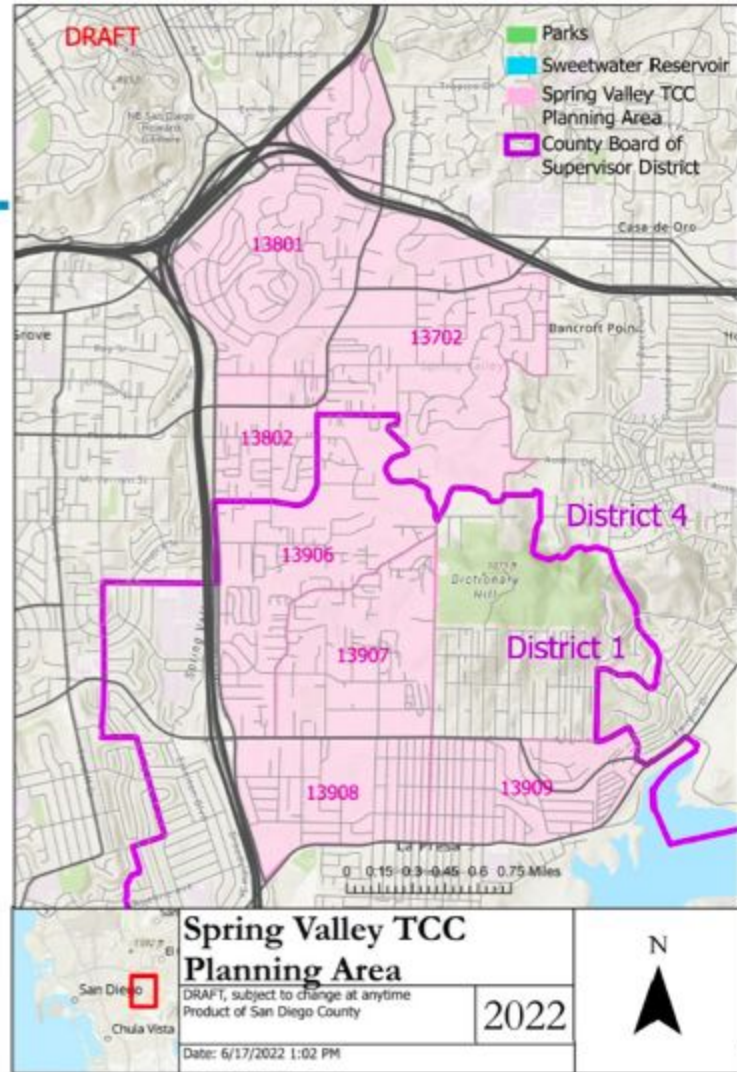 DRAFT
Parks
Sweetwater Reservoir
Spring Valley TCC
Planning Area
County Board of
Supervisor District
Casa de Oro
13801
Bancroft Poin
13702
13802
District 4
13906
Dictionary
Hill
District 1
13907
13908
13909
La Presa
0 0.15 0.3 0.45 0.6 0.75 Miles
Spring Valley TCC
Planning Area
DRAFT, subject to change at anytime
Product of San Diego County
2022
Date: 6/17/2022 1:02 PM
San Diego
Chula Vista
N